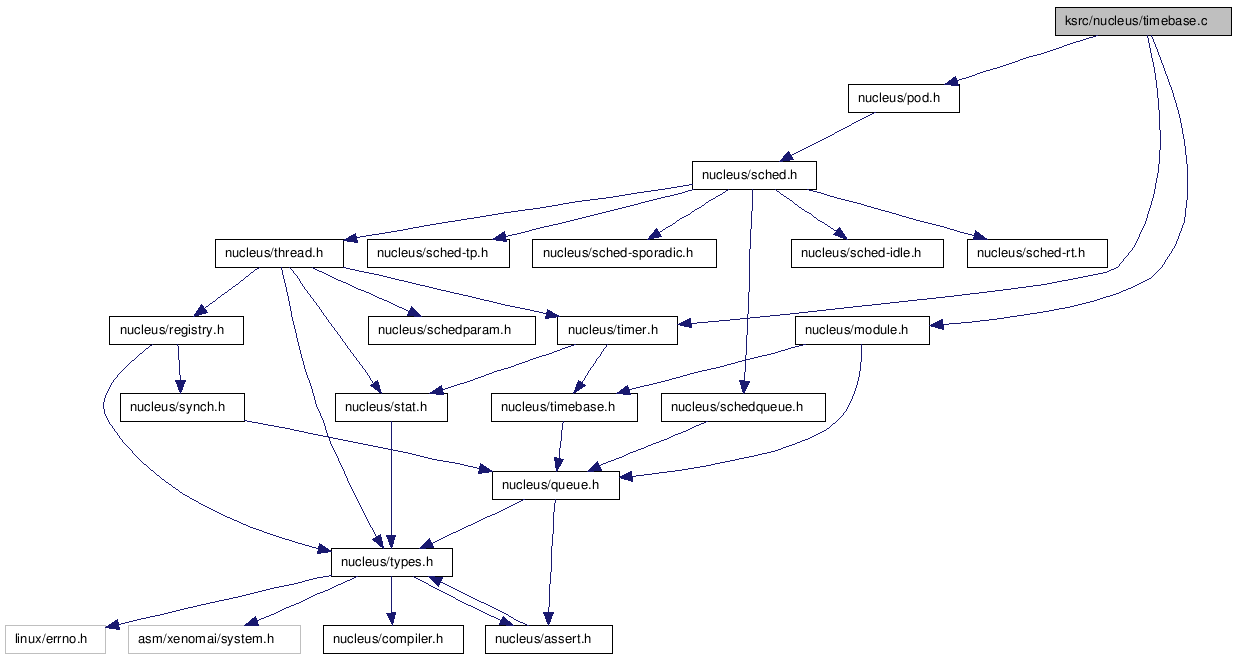 ksrc/nucleus/timebase.c
nucleus/pod.h
nucleus/sched.h
nucleus/thread.h
nucleus/sched-tp.h
nucleus/sched-sporadic.h
nucleus/sched-idle.h
nucleus/sched-rt.h
nucleus/registry.h
nucleus/schedparam.h
nucleus/timer.h
nucleus/module.h
nucleus/synch.h
nucleus/stat.h
nucleus/timebase.h
nucleus/schedqueue.h
nucleus/queue.h
nucleus/types.h
linux/errno.h
asm/xenomai/system.h
nucleus/compiler.h
nucleus/assert.h